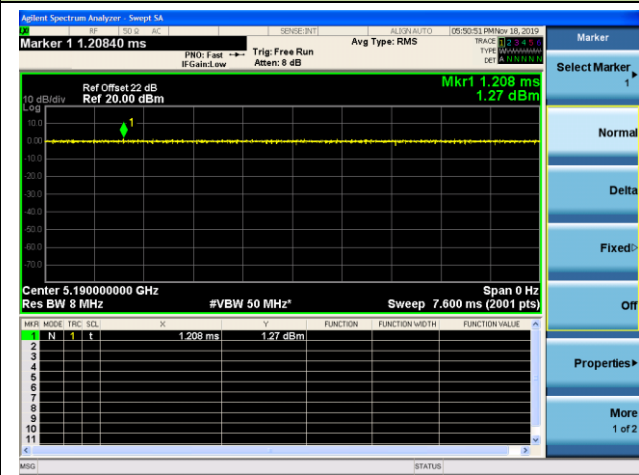 Agilent Spectrum Analyzer - Swept SA
RF 50 Ω AC SENSE:INT ALIGN AUTO 05:50:51 PM Nov 18, 2019
Marker 1 1.20840 ms
PNO: Fast
IFGain:Low
Trig: Free Run
Atten: 8 dB
Avg Type: RMS
TRACE 1 2 3 4 5 6
TYPE
DET A N N N N N
Mkr1 1.208 ms
1.27 dBm
Ref Offset 22 dB
10 dB/div Ref 20.00 dBm
Log
10.0
0.00
-10.0
-20.0
-30.0
-40.0
-50.0
-60.0
-70.0
1
Center 5.190000000 GHz Span 0 Hz
Res BW 8 MHz #VBW 50 MHz* Sweep 7.600 ms (2001 pts)
MKR MODE TRC SCL X Y FUNCTION FUNCTION WIDTH FUNCTION VALUE
1 N 1 t 1.208 ms 1.27 dBm
2
3
4
5
6
7
8
9
10
11
MSG STATUS
Marker
Select Marker
1
Normal
Delta
Fixed
Off
Properties
More
1 of 2